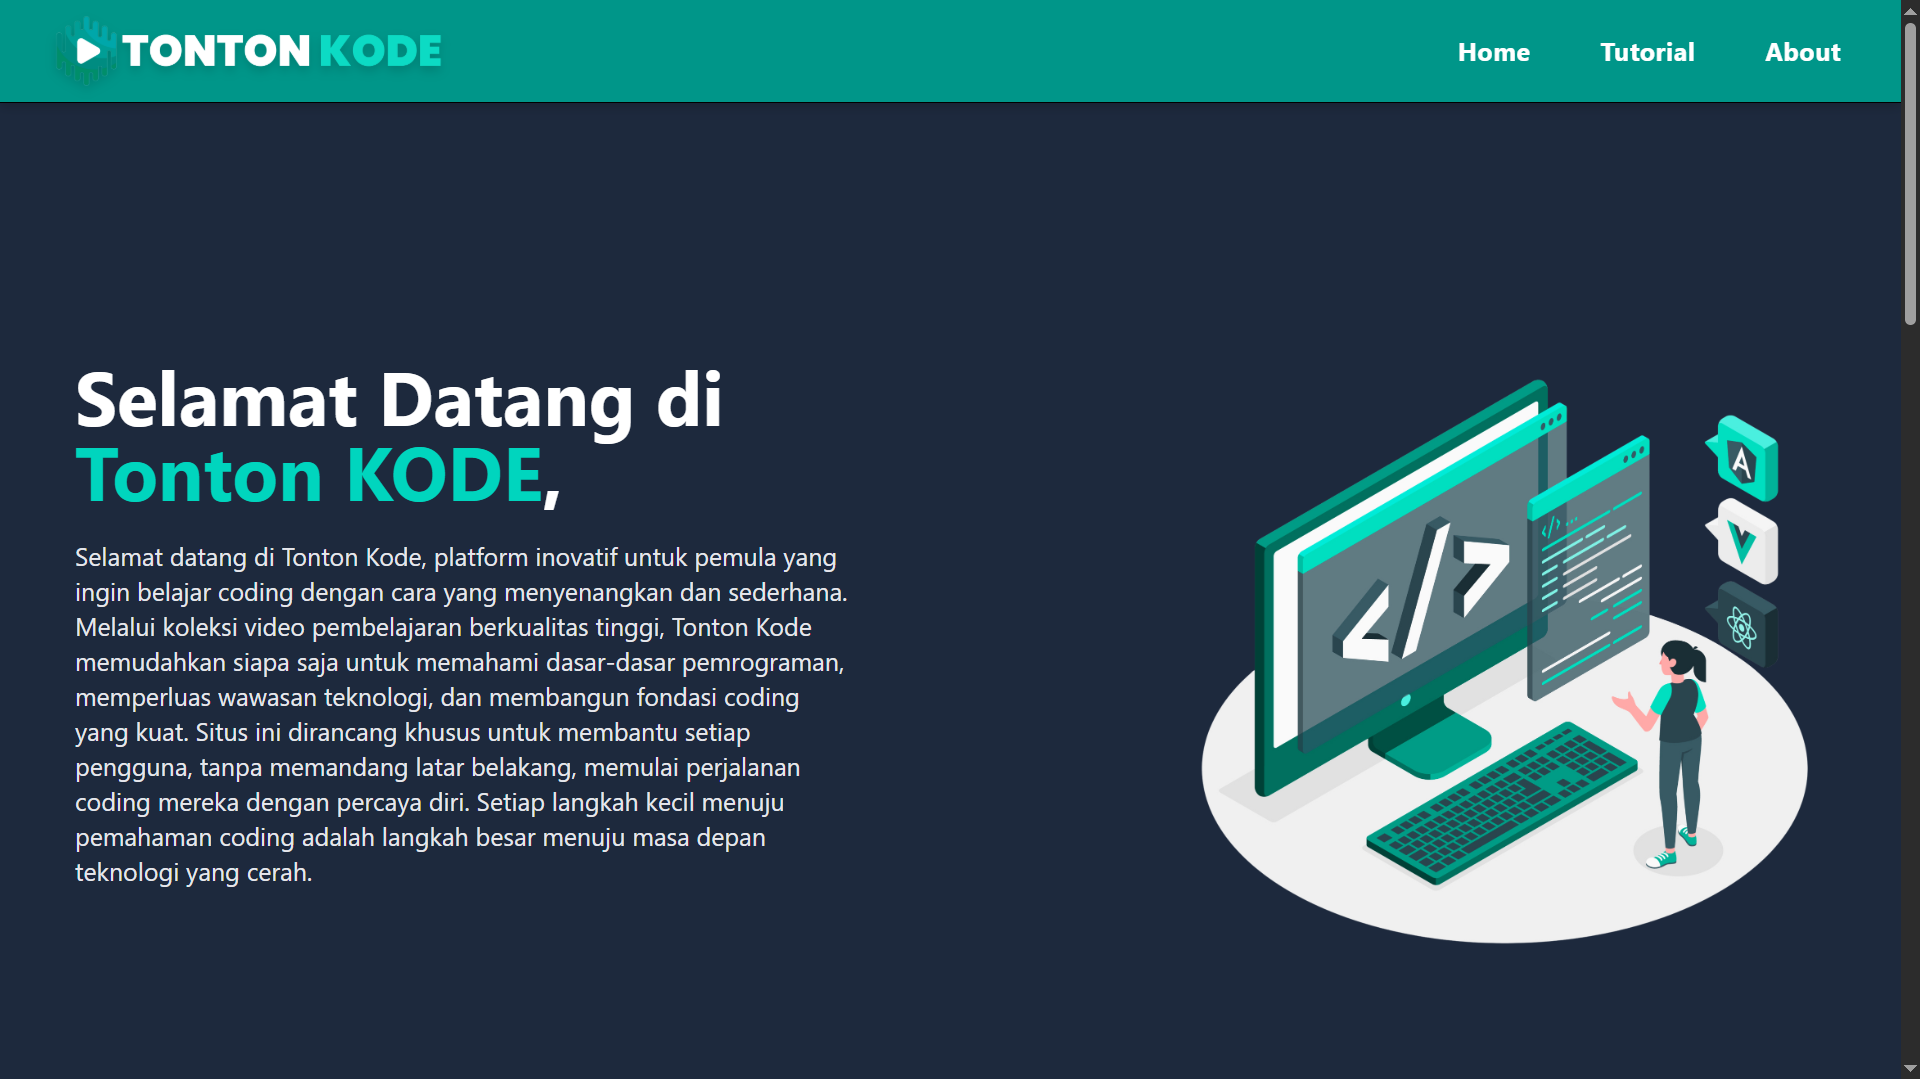 TONTON KODE
Home
Tutorial
About
Selamat Datang di
Tonton KODE,
Selamat datang di Tonton Kode, platform inovatif untuk pemula yang
ingin belajar coding dengan cara yang menyenangkan dan sederhana.
Melalui koleksi video pembelajaran berkualitas tinggi, Tonton Kode
memudahkan siapa saja untuk memahami dasar-dasar pemrograman,
memperluas wawasan teknologi, dan membangun fondasi coding
yang kuat. Situs ini dirancang khusus untuk membantu setiap
pengguna, tanpa memandang latar belakang, memulai perjalanan
coding mereka dengan percaya diri. Setiap langkah kecil menuju
pemahaman coding adalah langkah besar menuju masa depan
teknologi yang cerah.